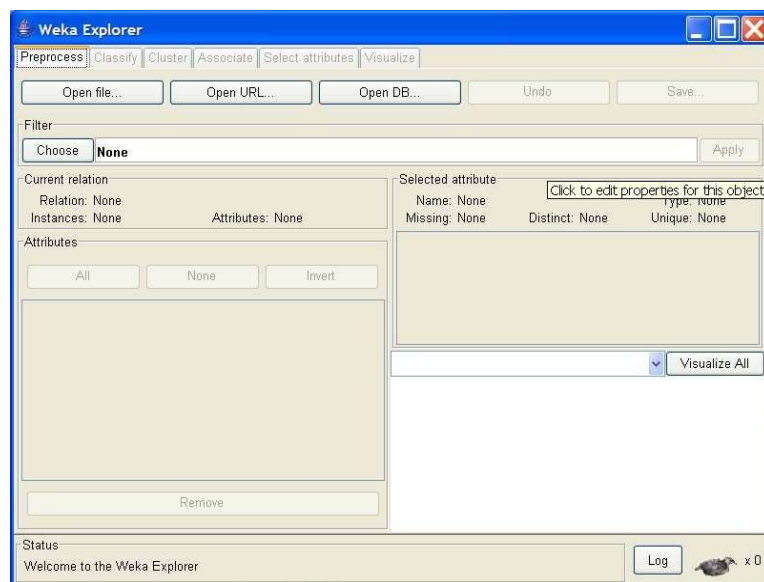 Weka Explorer
Preprocess Classify Cluster Associate Select attributes Visualize
Open file... Open URL... Open DB... Undo Save...
Filter
Choose None Apply
Current relation
Relation: None
Instances: None Attributes: None
Selected attribute
Click to edit properties for this object
Name: None Type: None
Missing: None Distinct: None Unique: None
Attributes
All None Invert
Visualize All
Remove
Status
Welcome to the Weka Explorer
Log x 0